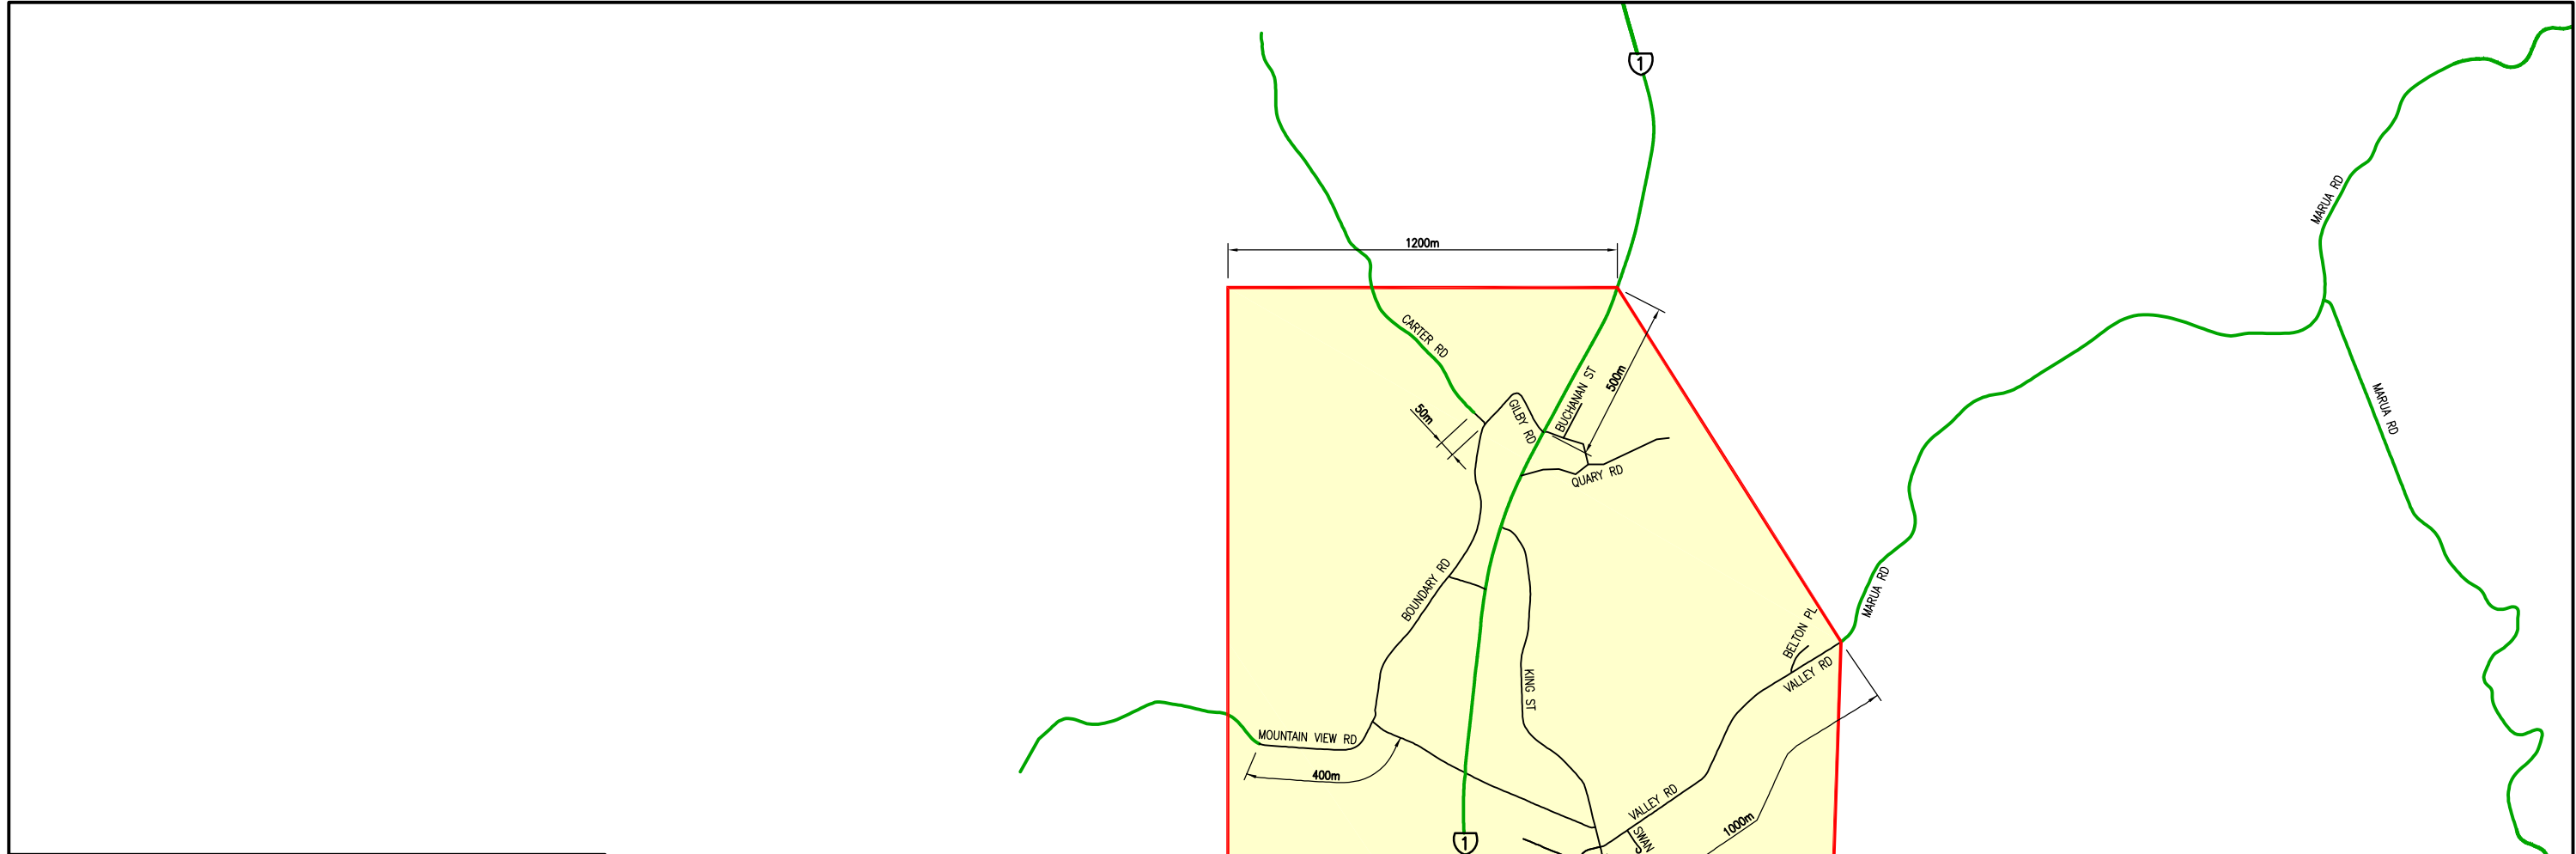 1
MARUA RD
1200m
CARTER RD
500m
BUCHANAN ST
50m
GILBY RD
MARUA RD
QUARY RD
BOUNDARY RD
MARUA RD
BELTON PL
VALLEY RD
KING ST
MOUNTAIN VIEW RD
400m
VALLEY RD
1000m
SWAN
1